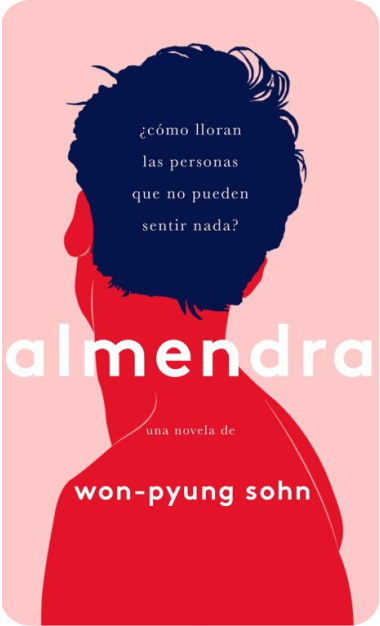 ¿cómo lloran
las personas
que no pueden
sentir nada?
almendra
una novela de
won-pyung sohn